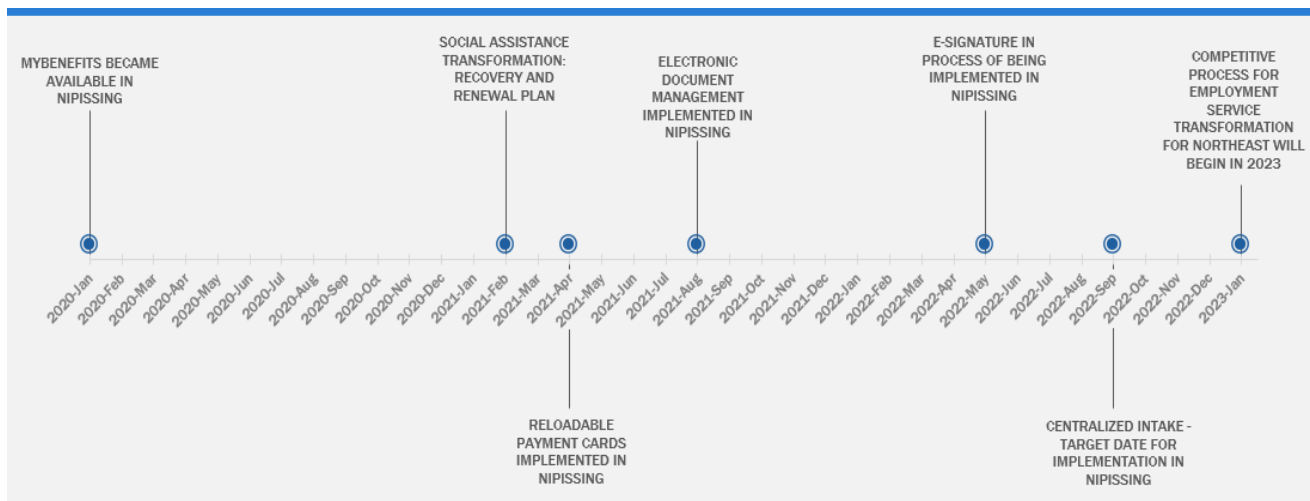 MYBENEFITS BECAME
AVAILABLE IN
NIPISSING
SOCIAL ASSISTANCE
TRANSFORMATION:
RECOVERY AND
RENEWAL PLAN
ELECTRONIC
DOCUMENT
MANAGEMENT
IMPLEMENTED IN
NIPISSING
E-SIGNATURE IN
PROCESS OF BEING
IMPLEMENTED IN
NIPISSING
COMPETITIVE
PROCESS FOR
EMPLOYMENT
SERVICE
TRANSFORMATION
FOR NORTHEAST WILL
BEGIN IN 2023
2020-Jan
2020-Feb
2020-Mar
2020-Apr
2020-May
2020-Jun
2020-Jul
2020-Aug
2020-Sep
2020-Oct
2020-Nov
2020-Dec
2021-Jan
2021-Feb
2021-Mar
2021-Apr
2021-May
2021-Jun
2021-Jul
2021-Aug
2021-Sep
2021-Oct
2021-Nov
2021-Dec
2022-Jan
2022-Feb
2022-Mar
2022-Apr
2022-May
2022-Jun
2022-Jul
2022-Aug
2022-Sep
2022-Oct
2022-Nov
2022-Dec
2023-Jan
RELOADABLE
PAYMENT CARDS
IMPLEMENTED IN
NIPISSING
CENTRALIZED INTAKE -
TARGET DATE FOR
IMPLEMENTATION IN
NIPISSING